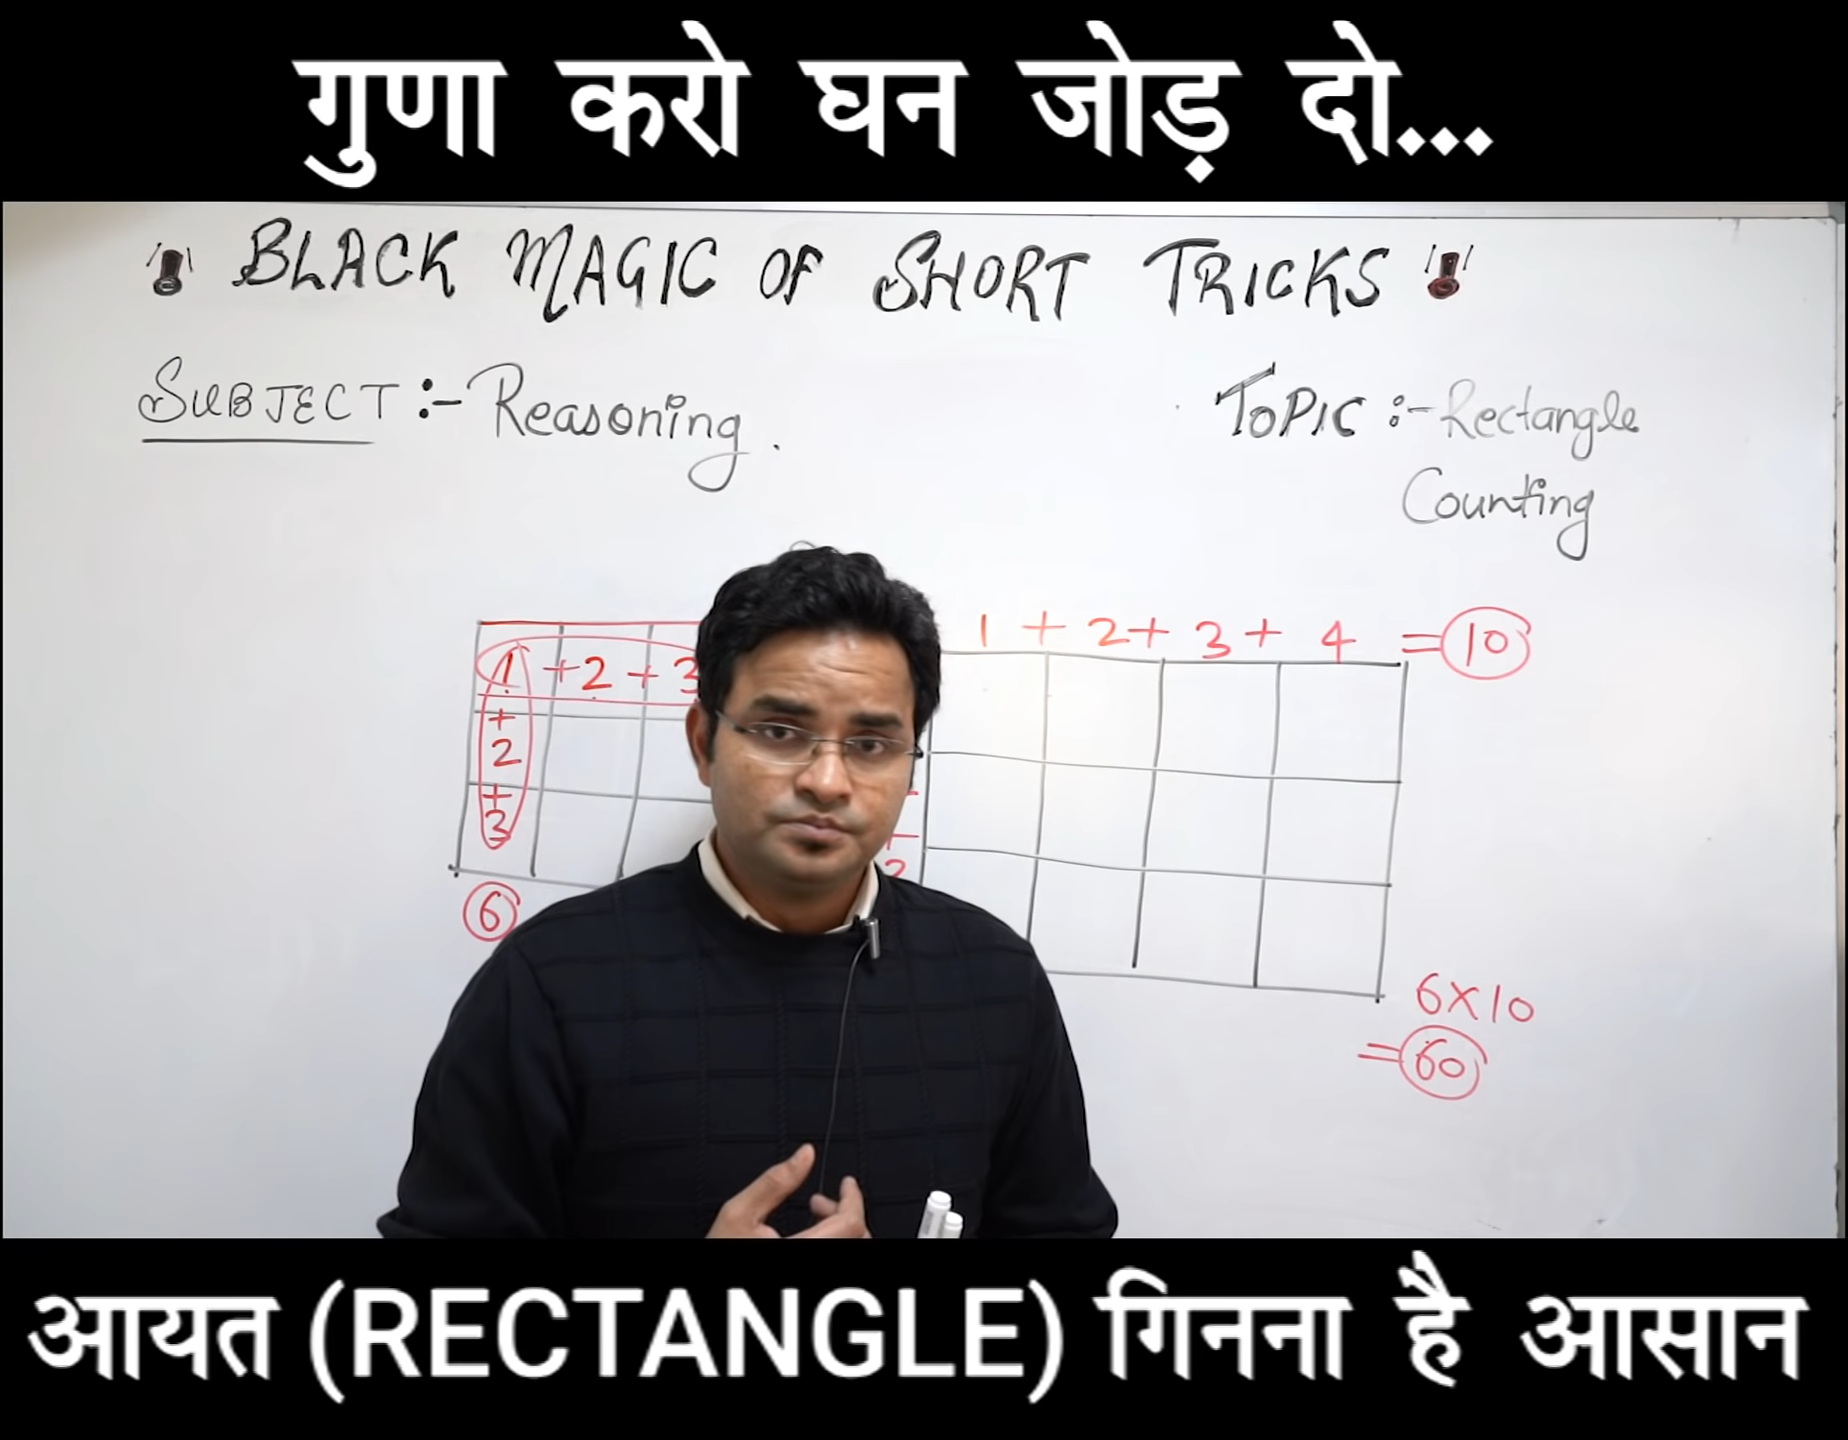 गुणा करो घन जोड़ दो...
BLACK MAGIC OF SHORT TRICKS
SUBJECT :- Reasoning.
TOPIC :- Rectangle
Counting
1 + 2 + 3
+
2
+
3
6
1 + 2 + 3 + 4 = 10
6X10
= 60
आयत (RECTANGLE) गिनना है आसान